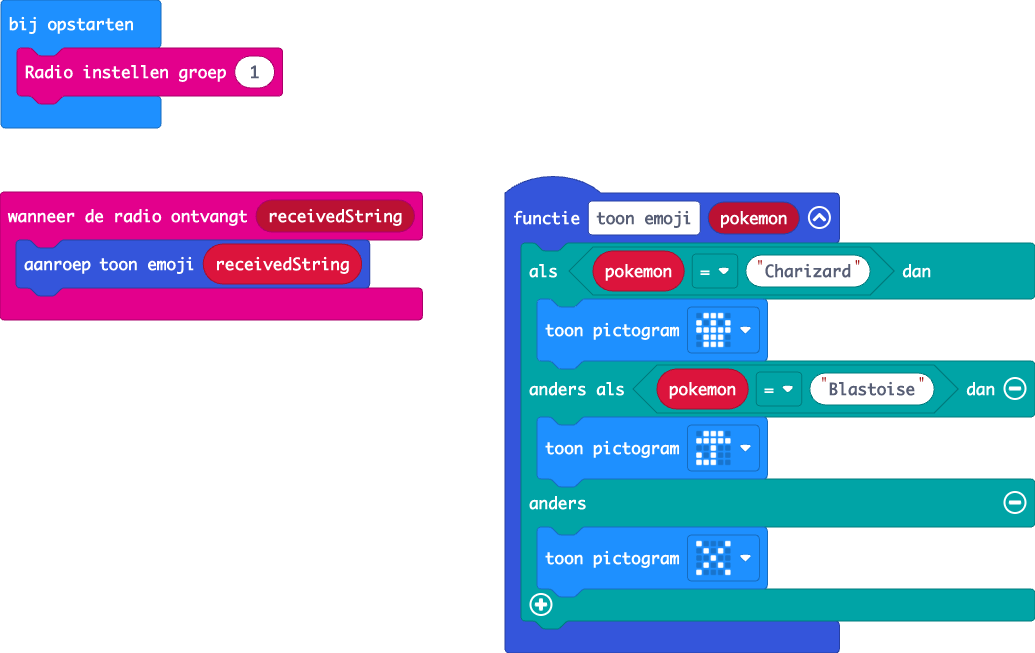 bij opstarten
Radio instellen groep 1
wanneer de radio ontvangt receivedString
aanroep toon emoji receivedString
functie toon emoji pokemon
als pokemon = "Charizard" dan
toon pictogram
anders als pokemon = "Blastoise" dan
toon pictogram
anders
toon pictogram